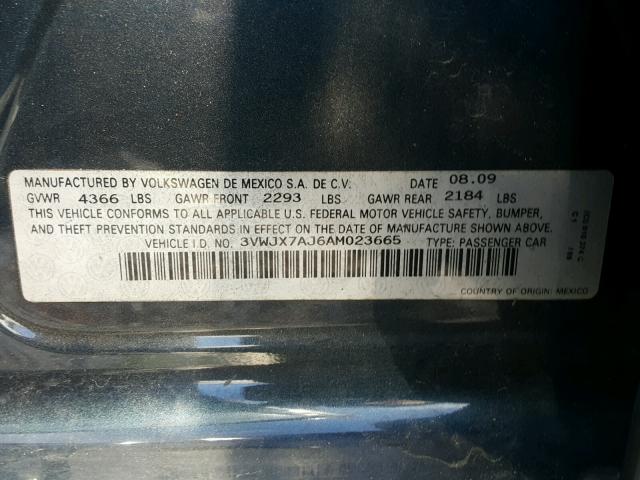 MANUFACTURED BY VOLKSWAGEN DE MEXICO S.A. DE C.V. DATE 08.09
GVWR 4366 LBS GAWR FRONT 2293 LBS GAWR REAR 2184 LBS
THIS VEHICLE CONFORMS TO ALL APPLICABLE U.S. FEDERAL MOTOR VEHICLE SAFETY, BUMPER,
AND THEFT PREVENTION STANDARDS IN EFFECT ON THE DATE OF MANUFACTURE SHOWN ABOVE.
VEHICLE I.D. NO. 3VWJX7AJ6AM023665 TYPE: PASSENGER CAR
COUNTRY OF ORIGIN: MEXICO